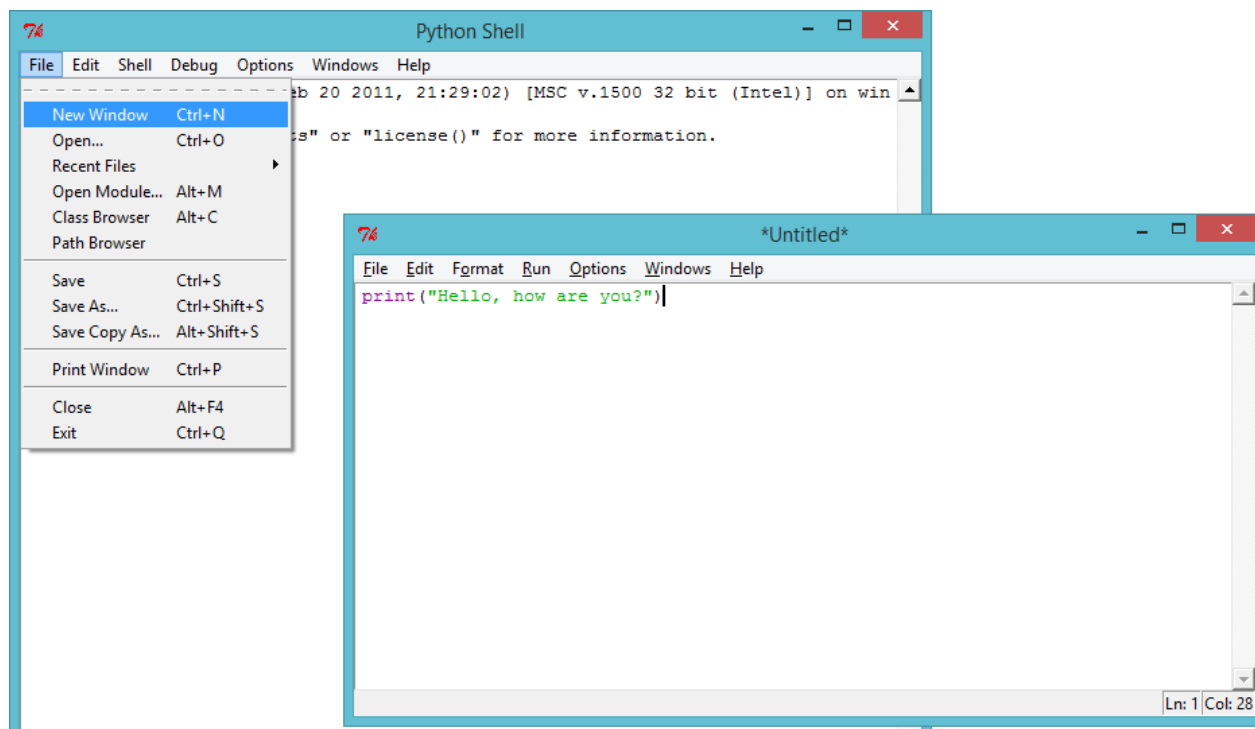 Python Shell
File Edit Shell Debug Options Windows Help
eb 20 2011, 21:29:02) [MSC v.1500 32 bit (Intel)] on win
ts" or "license()" for more information.
New Window Ctrl+N
Open... Ctrl+O
Recent Files
Open Module... Alt+M
Class Browser Alt+C
Path Browser
Save Ctrl+S
Save As... Ctrl+Shift+S
Save Copy As... Alt+Shift+S
Print Window Ctrl+P
Close Alt+F4
Exit Ctrl+Q
*Untitled*
File Edit Format Run Options Windows Help
print("Hello, how are you?")
Ln: 1 Col: 28